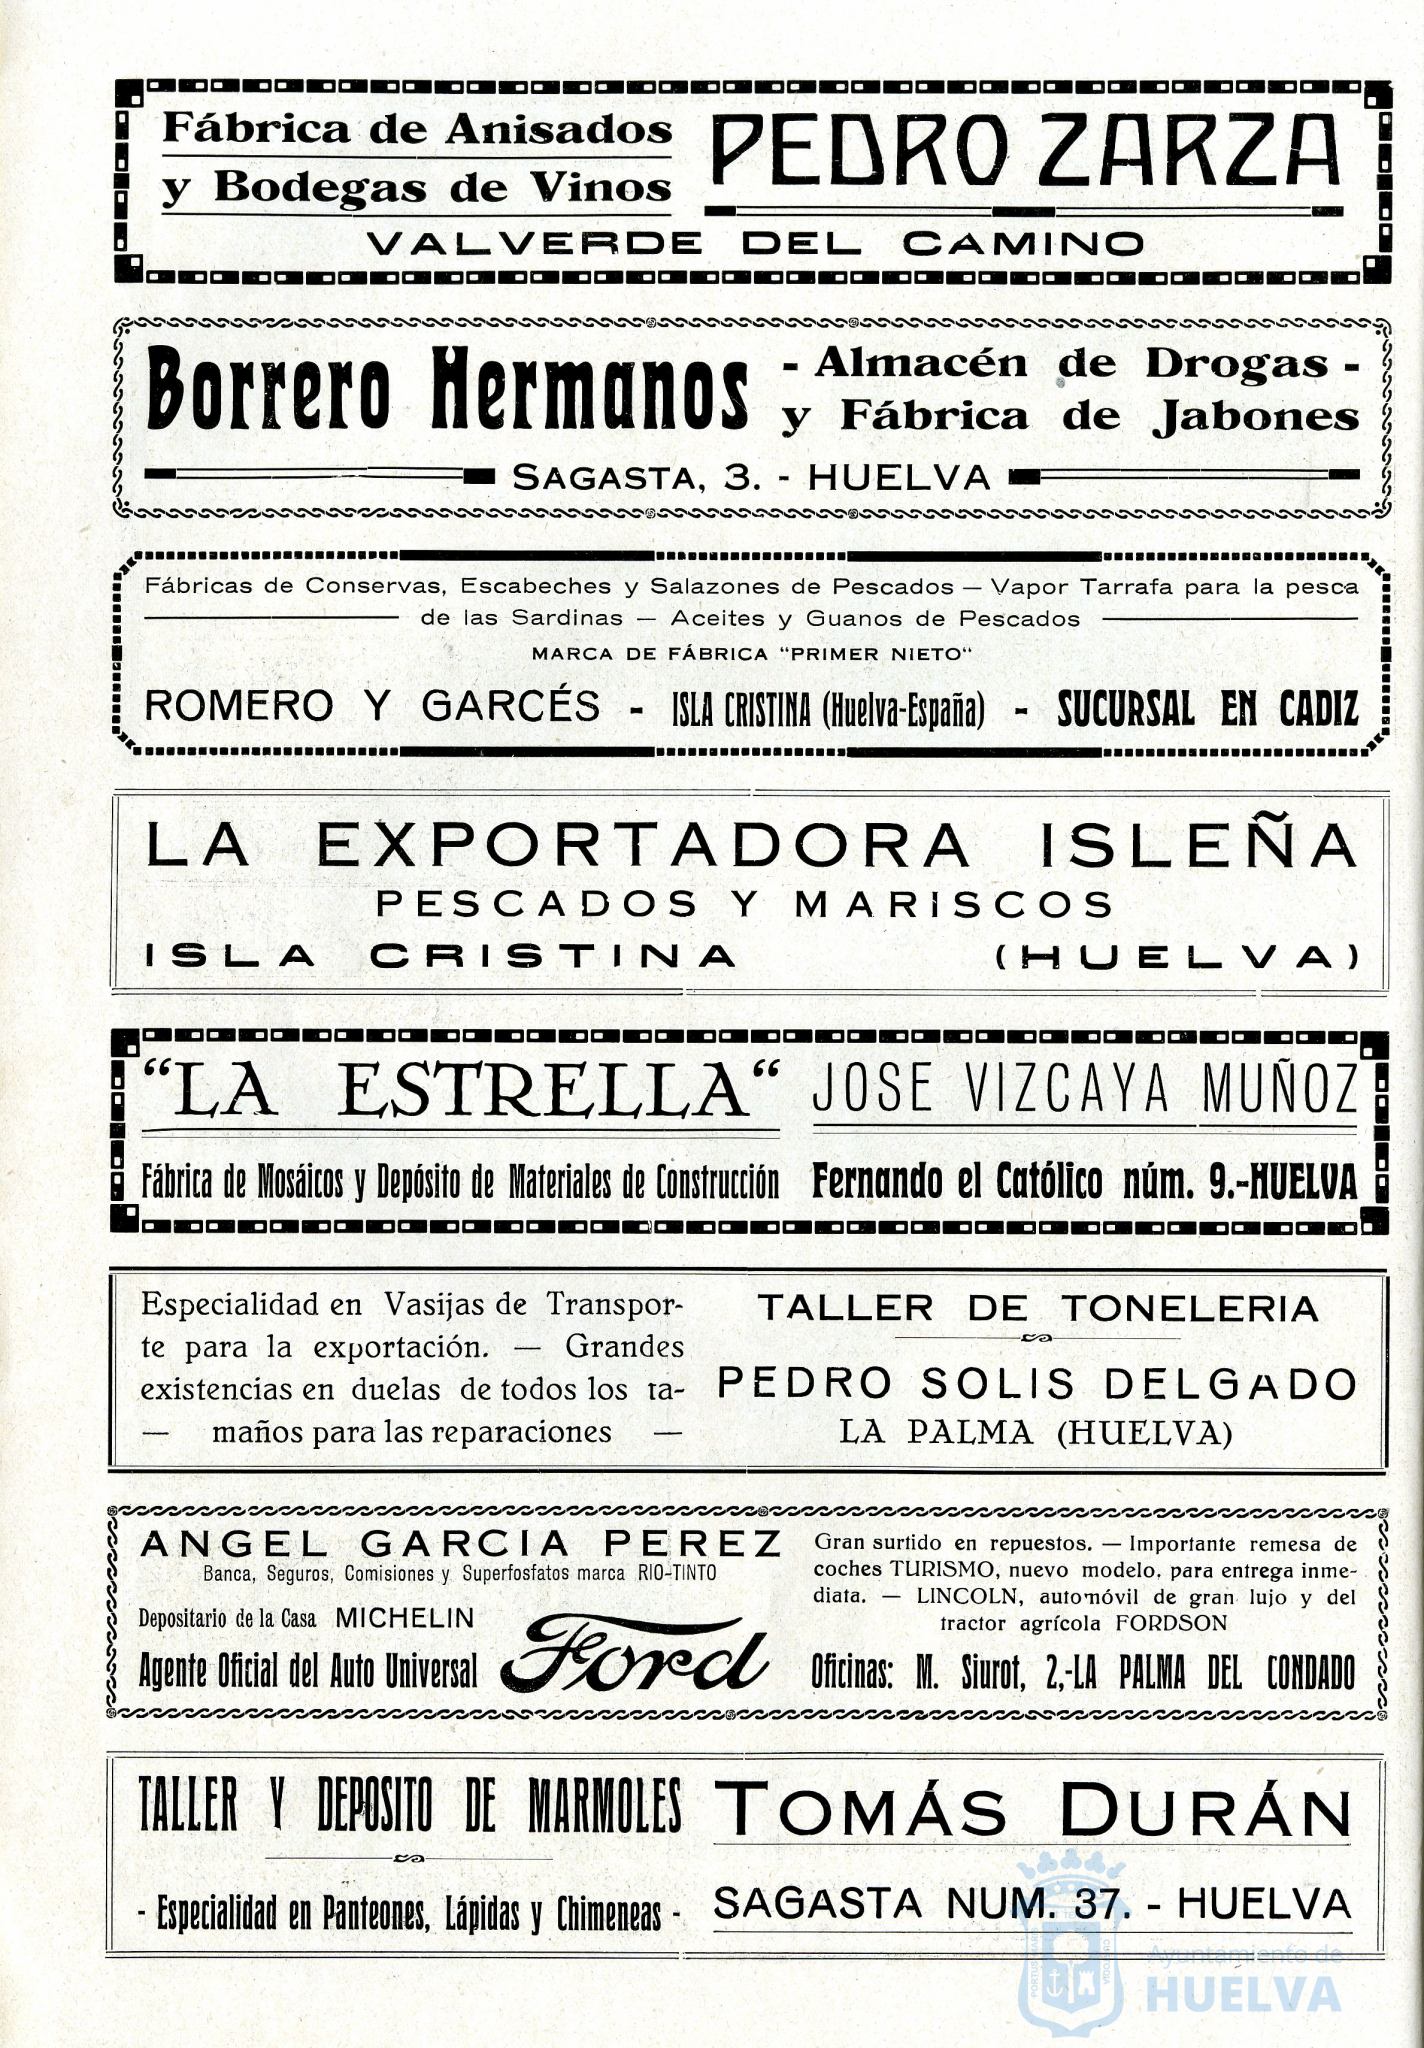 Fábrica de Anisados
y Bodegas de Vinos
PEDRO ZARZA
VALVERDE DEL CAMINO
Borrero Hermanos
- Almacén de Drogas -
y Fábrica de Jabones
SAGASTA, 3. - HUELVA
Fábricas de Conservas, Escabeches y Salazones de Pescados — Vapor Tarrafa para la pesca
de las Sardinas — Aceites y Guanos de Pescados
MARCA DE FÁBRICA "PRIMER NIETO"
ROMERO Y GARCÉS - ISLA CRISTINA (Huelva-España) - SUCURSAL EN CADIZ
LA EXPORTADORA ISLEÑA
PESCADOS Y MARISCOS
ISLA CRISTINA (HUELVA)
"LA ESTRELLA"
Fábrica de Mosáicos y Depósito de Materiales de Construcción
JOSE VIZCAYA MUÑOZ
Fernando el Católico núm. 9.-HUELVA
Especialidad en Vasijas de Transpor-
te para la exportación. — Grandes
existencias en duelas de todos los ta-
— maños para las reparaciones —
TALLER DE TONELERIA
PEDRO SOLIS DELGADO
LA PALMA (HUELVA)
ANGEL GARCIA PEREZ
Banca, Seguros, Comisiones y Superfosfatos marca RIO-TINTO
Depositario de la Casa MICHELIN
Agente Oficial del Auto Universal
Ford
Gran surtido en repuestos. — Importante remesa de
coches TURISMO, nuevo modelo, para entrega inme-
diata. — LINCOLN, automóvil de gran lujo y del
tractor agrícola FORDSON
Oficinas: M. Siurot, 2,-LA PALMA DEL CONDADO
TALLER Y DEPOSITO DE MARMOLES
- Especialidad en Panteones, Lápidas y Chimeneas -
TOMÁS DURÁN
SAGASTA NUM. 37. - HUELVA
PORTUS MARIS
CUSTODIA
Ayuntamiento de
HUELVA